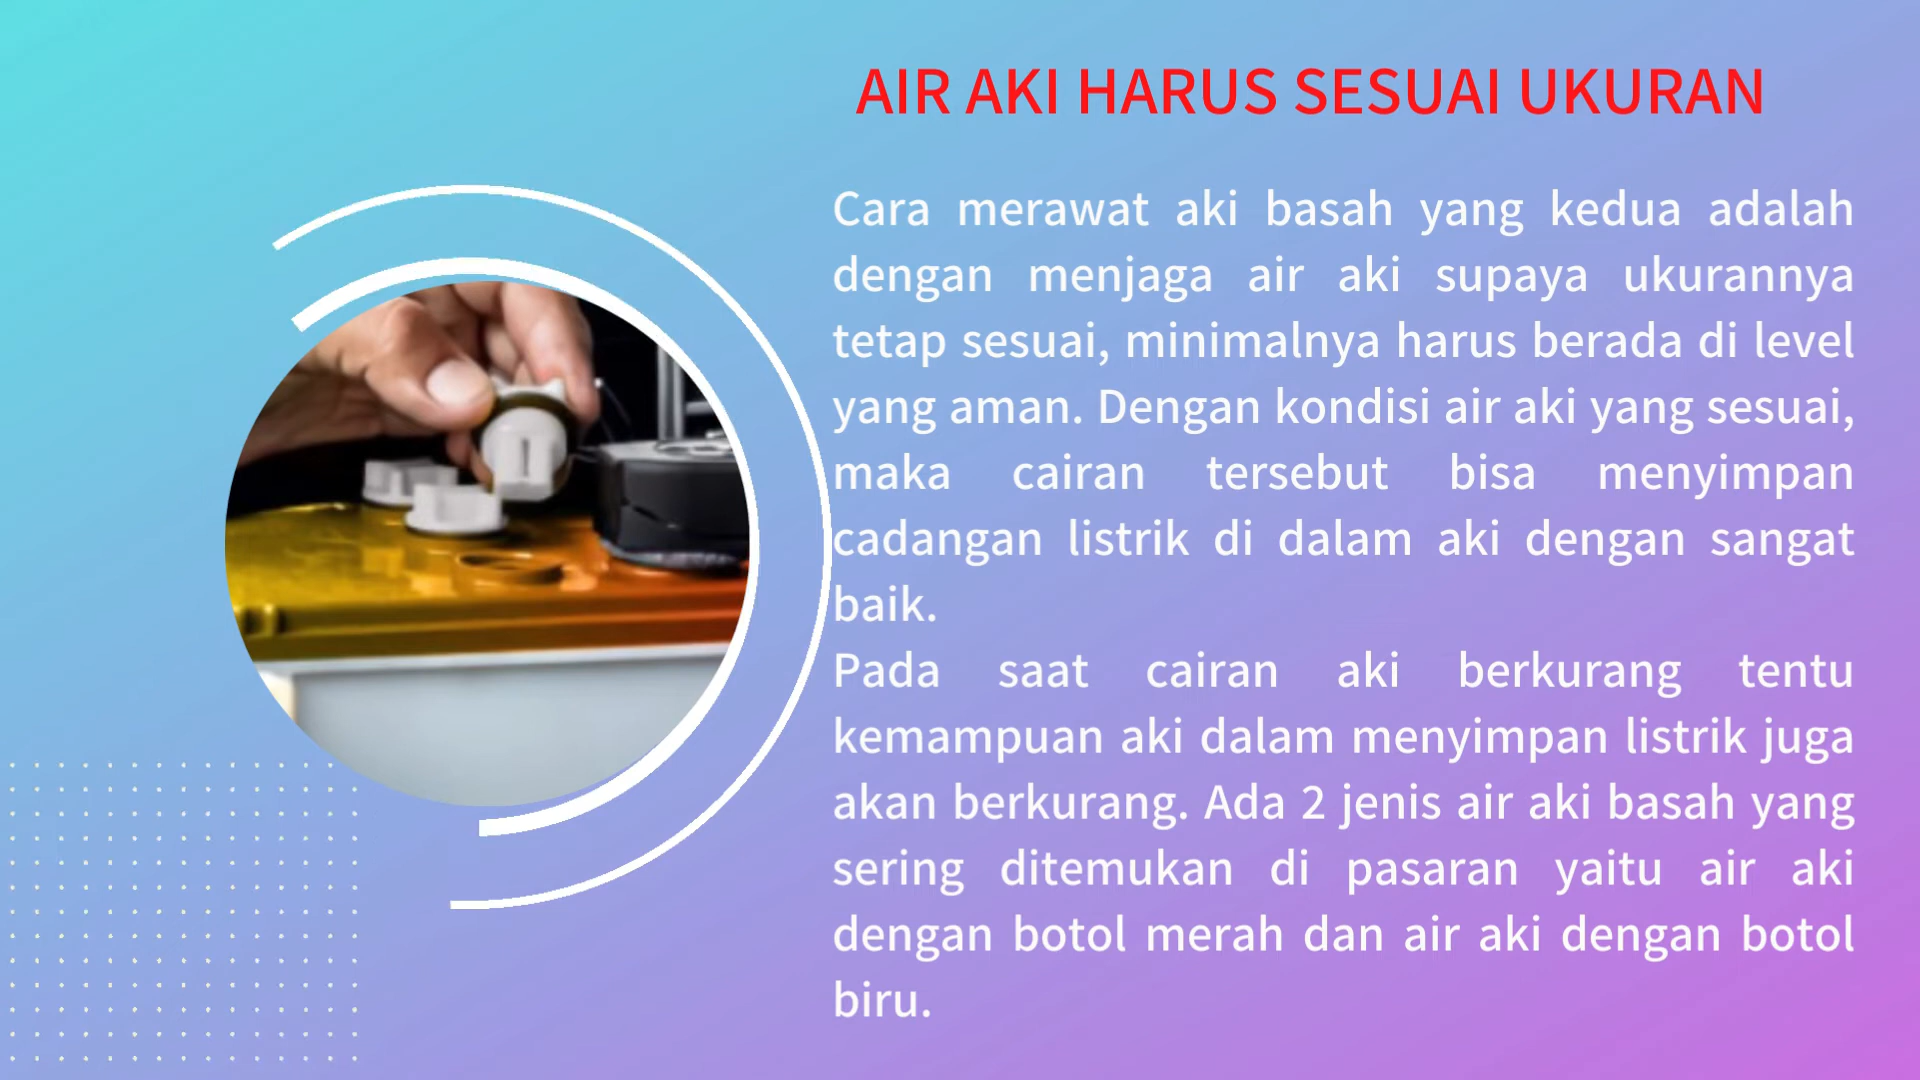 AIR AKI HARUS SESUAI UKURAN
Cara merawat aki basah yang kedua adalah
dengan menjaga air aki supaya ukurannya
tetap sesuai, minimalnya harus berada di level
yang aman. Dengan kondisi air aki yang sesuai,
maka cairan tersebut bisa menyimpan
cadangan listrik di dalam aki dengan sangat
baik.
Pada saat cairan aki berkurang tentu
kemampuan aki dalam menyimpan listrik juga
akan berkurang. Ada 2 jenis air aki basah yang
sering ditemukan di pasaran yaitu air aki
dengan botol merah dan air aki dengan botol
biru.